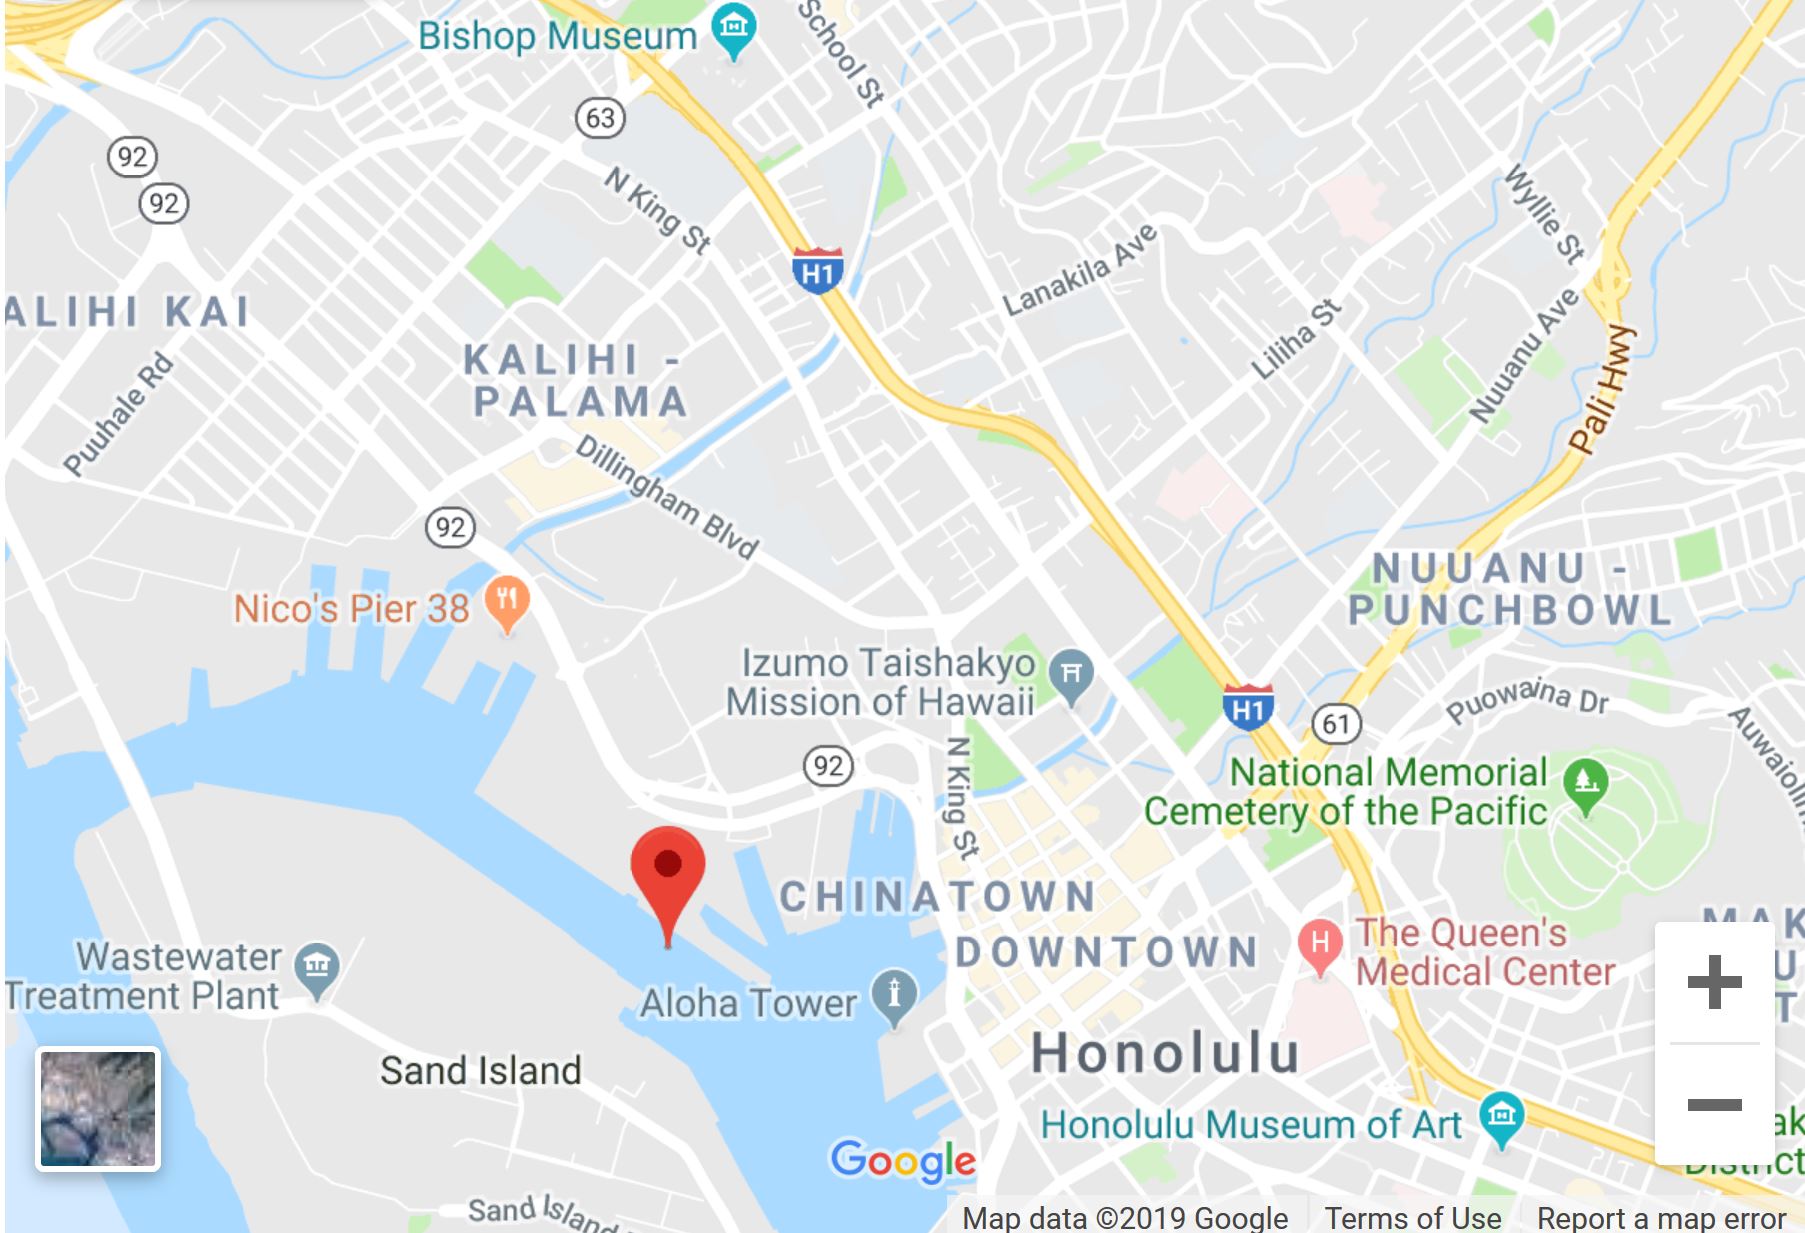 Bishop Museum
School St
63
92
92
N King St
H1
Wyllie St
Lanakila Ave
ALIHI KAI
Liliha St
Nuuanu Ave
Pali Hwy
KALIHI -
PALAMA
Puuhale Rd
Dillingham Blvd
92
NUUANU -
PUNCHBOWL
Nico's Pier 38
Izumo Taishakyo
Mission of Hawaii
H1
61
Puowaina Dr
92
N King St
National Memorial
Cemetery of the Pacific
CHINATOWN
DOWNTOWN
H
The Queen's
Medical Center
Wastewater
Treatment Plant
Aloha Tower
Sand Island
Honolulu
Honolulu Museum of Art
Google
Sand Island
Map data ©2019 Google
Terms of Use
Report a map error